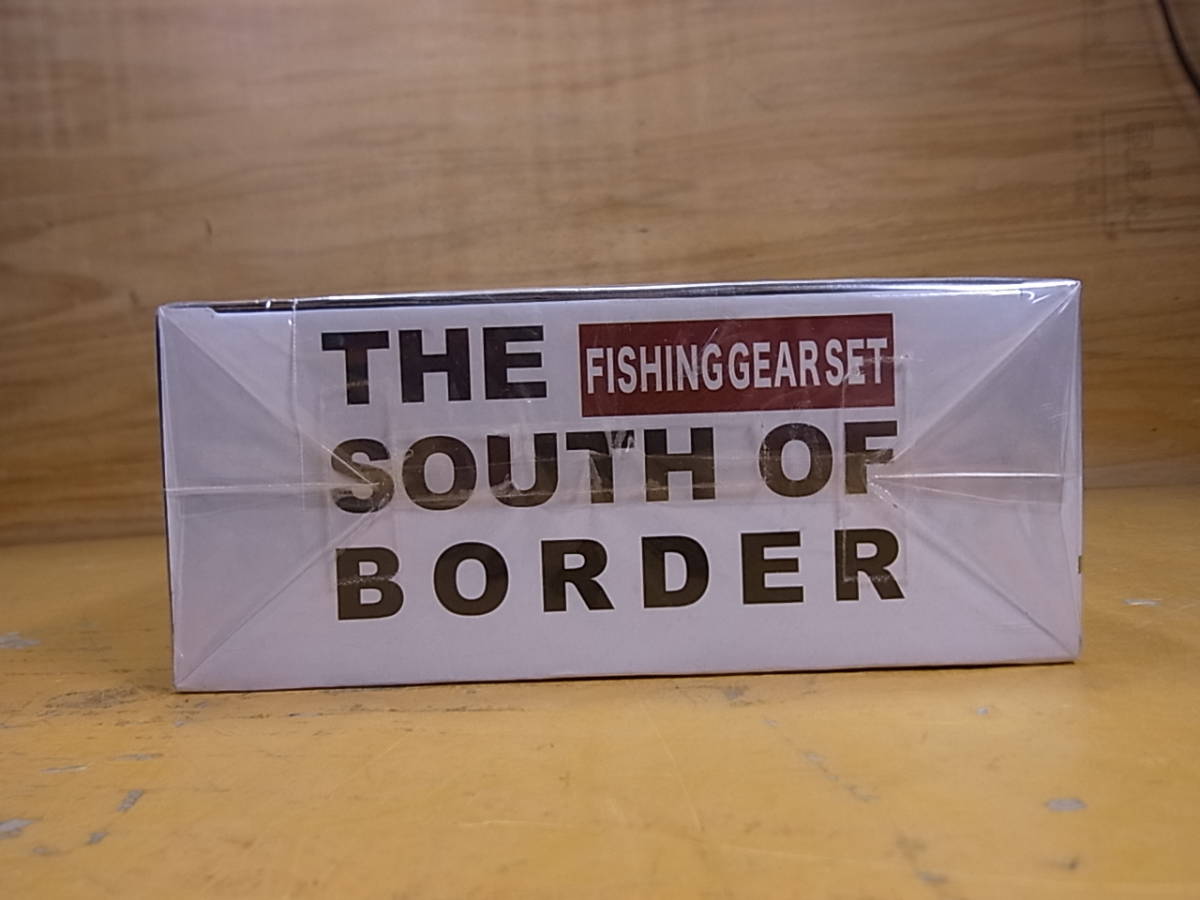 THE FISHING GEAR SET
SOUTH OF
BORDER